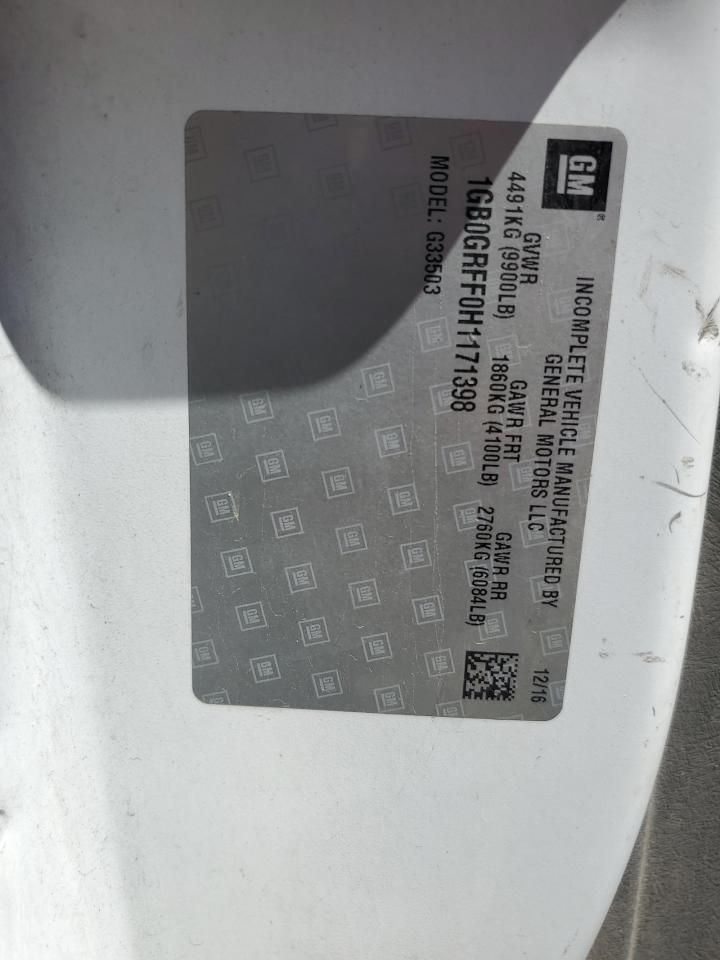 GM
®
INCOMPLETE VEHICLE MANUFACTURED BY
GENERAL MOTORS LLC
12/16
GVWR GAWR FRT GAWR RR
4491KG (9900LB) 1860KG (4100LB) 2760KG (6084LB)
1GB0GRFF0H1171398
MODEL: G33503